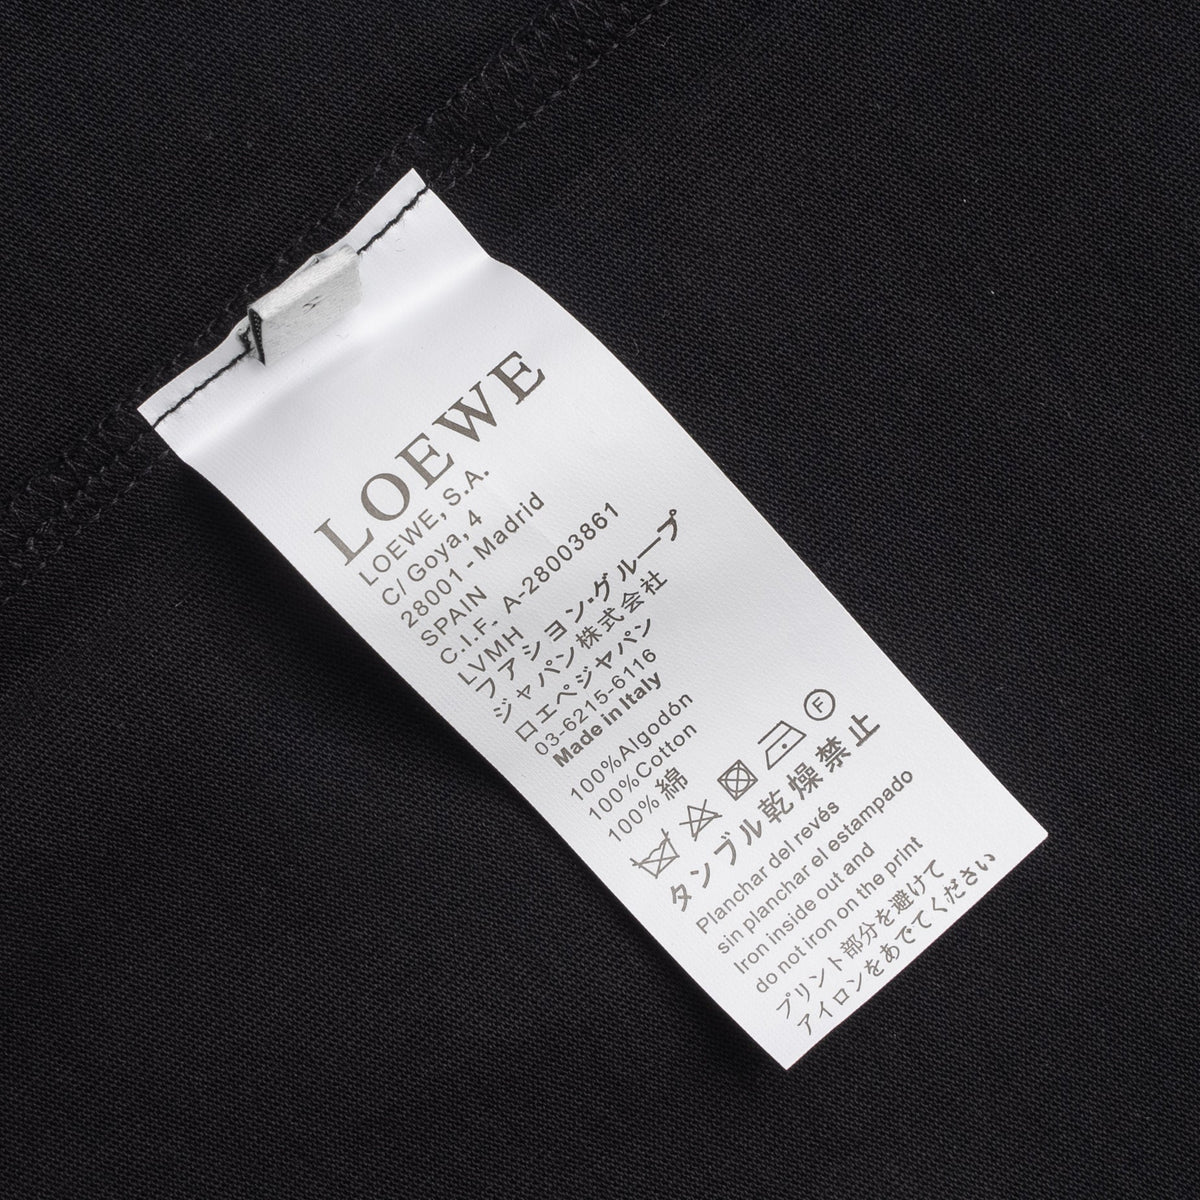 LOEWE
LOEWE, S.A.
C/ Goya, 4
28001 - Madrid
SPAIN
C.I.F- A-28003861
LVMH
ファション・グループ
ジャパン株式会社
ロエベジャパン
03-6215-6116
Made in Italy
100%Algodón
100%Cotton
100% 綿
F
タンブル乾燥禁止
Planchar del revés
sin planchar el estampado
Iron inside out and
do not iron on the print
プリント部分を避けて
アイロンをあでてください